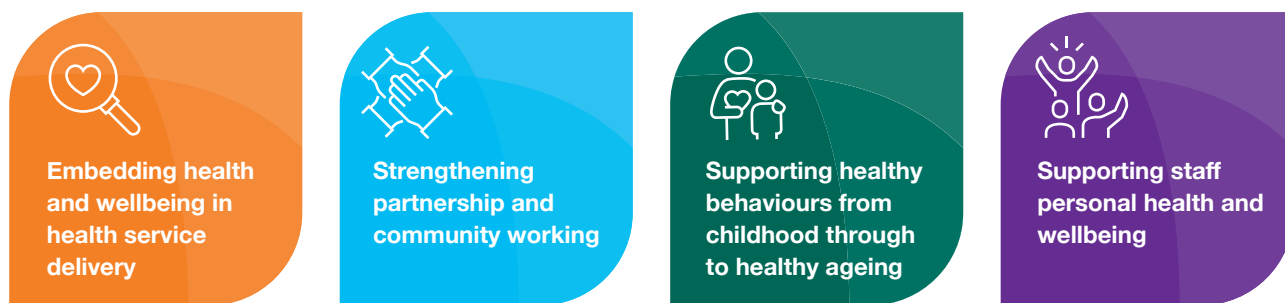 Embedding health
and wellbeing in
health service
delivery
Strengthening
partnership and
community working
Supporting healthy
behaviours from
childhood through
to healthy ageing
Supporting staff
personal health and
wellbeing